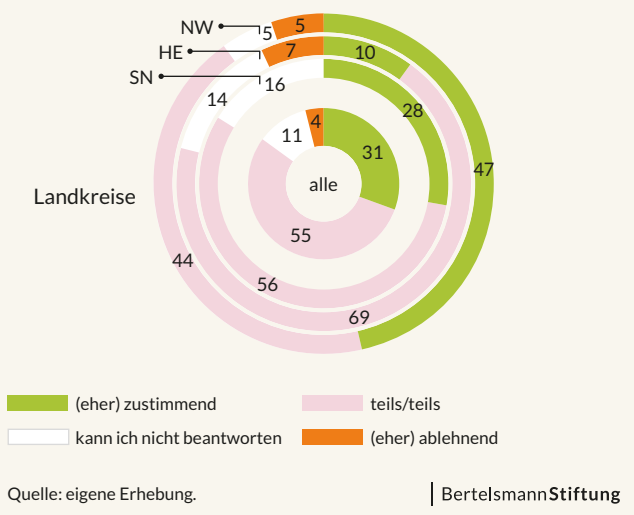 NW
5
5
HE
7
10
SN
16
14
28
11
4
31
47
alle
Landkreise
55
44
56
69
(eher) zustimmend
teils/teils
kann ich nicht beantworten
(eher) ablehnend
Quelle: eigene Erhebung.
BertelsmannStiftung